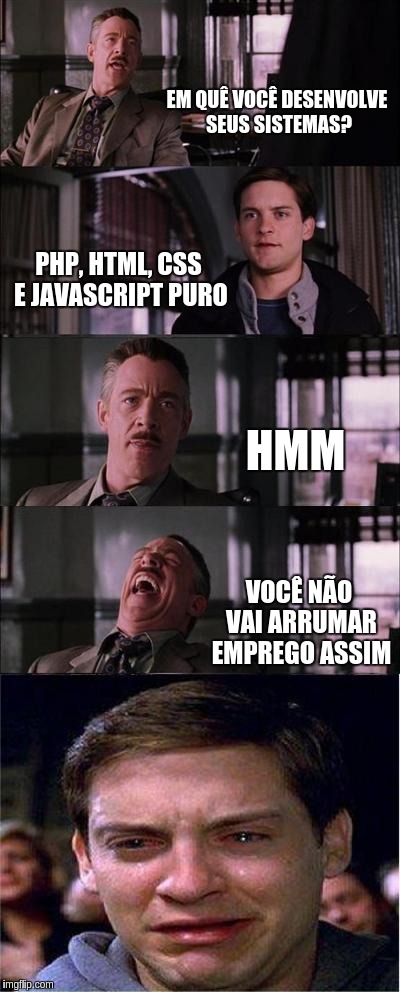 EM QUÊ VOCÊ DESENVOLVE
SEUS SISTEMAS?
PHP, HTML, CSS
E JAVASCRIPT PURO
HMM
VOCÊ NÃO
VAI ARRUMAR
EMPREGO ASSIM
imgflip.com